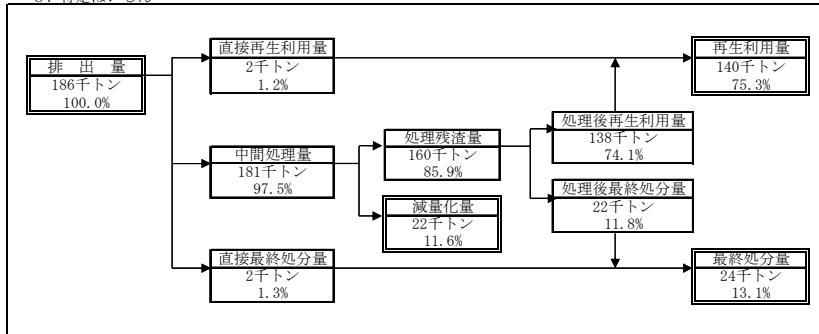 排 出 量
186千トン
100.0%
直接再生利用量
2千トン
1.2%
再生利用量
140千トン
75.3%
中間処理量
181千トン
97.5%
処理残渣量
160千トン
85.9%
処理後再生利用量
138千トン
74.1%
減量化量
22千トン
11.6%
処理後最終処分量
22千トン
11.8%
直接最終処分量
2千トン
1.3%
最終処分量
24千トン
13.1%